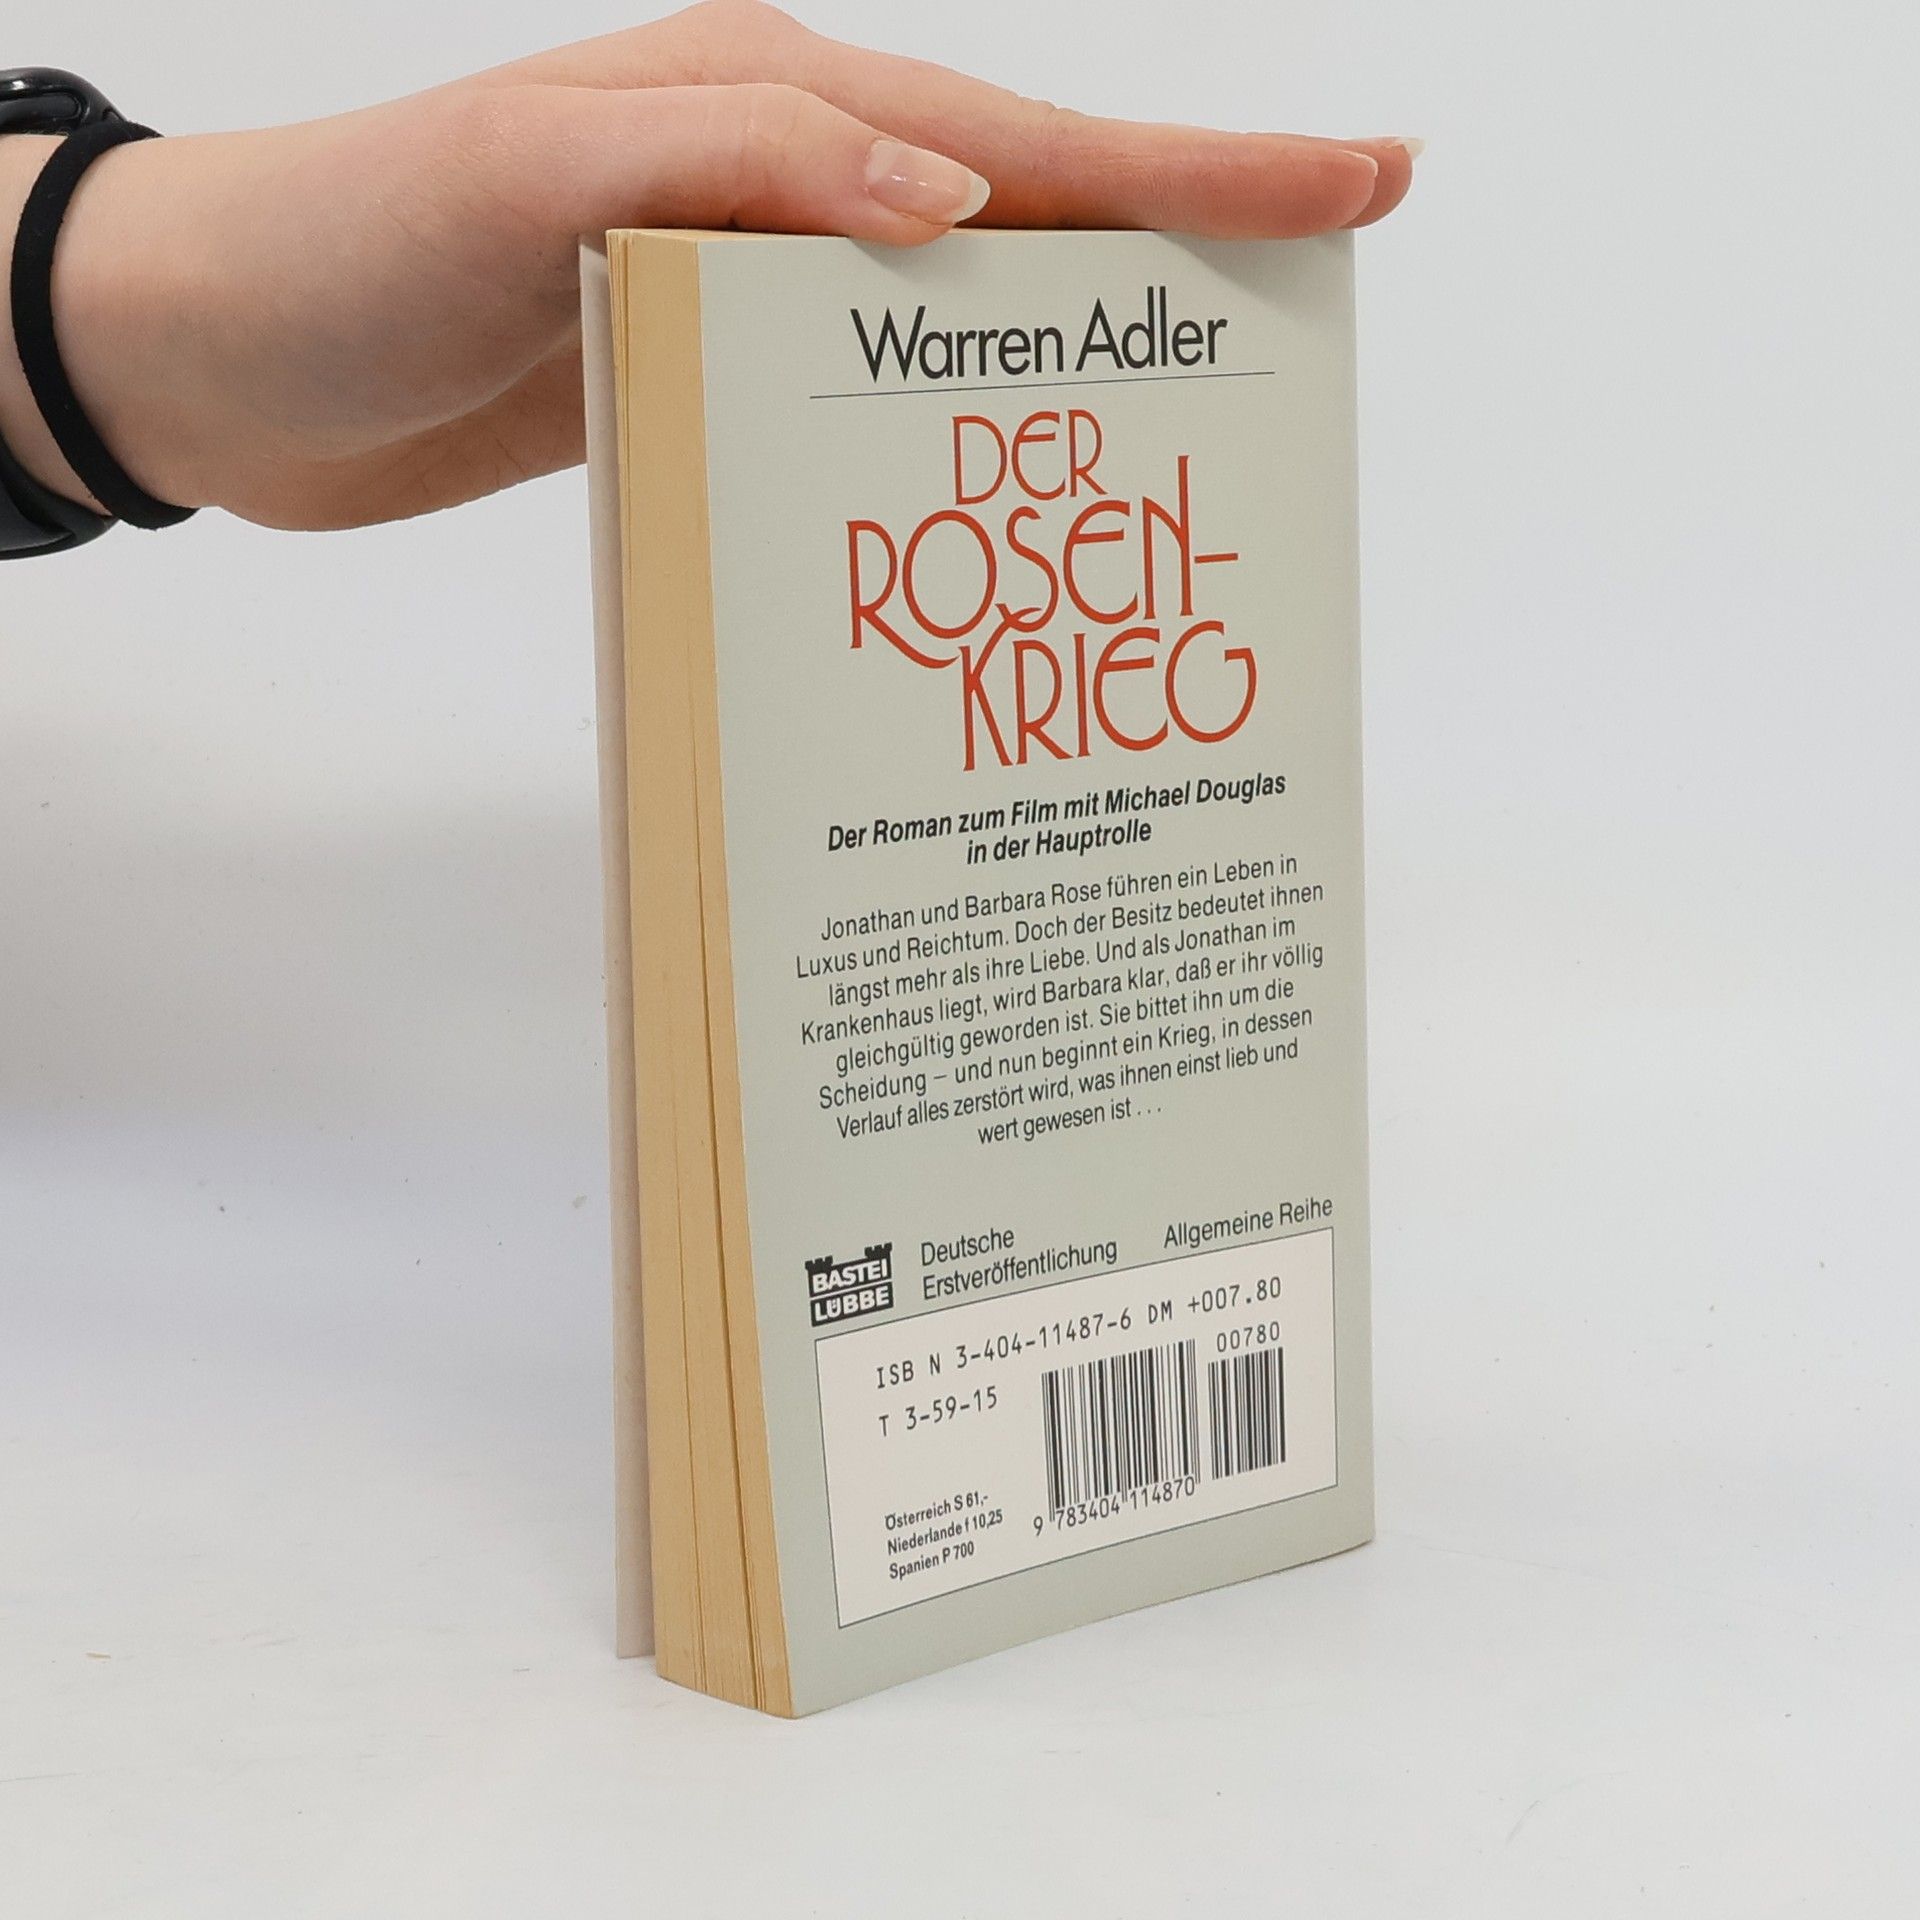 Warren Adler
DER
ROSEN-
KRIEG
Der Roman zum Film mit Michael Douglas
in der Hauptrolle
Jonathan und Barbara Rose führen ein Leben in
Luxus und Reichtum. Doch der Besitz bedeutet ihnen
längst mehr als ihre Liebe. Und als Jonathan im
Krankenhaus liegt, wird Barbara klar, daß er ihr völlig
gleichgültig geworden ist. Sie bittet ihn um die
Scheidung – und nun beginnt ein Krieg, in dessen
Verlauf alles zerstört wird, was ihnen einst lieb und
wert gewesen ist . . .
BASTEI
LÜBBE
Deutsche
Erstveröffentlichung
Allgemeine Reihe
ISB N 3-404-11487-6 DM +007.80
00780
T 3-59-15
Österreich S 61,-
Niederlande f 10,25
Spanien P 700
9 783404 114870